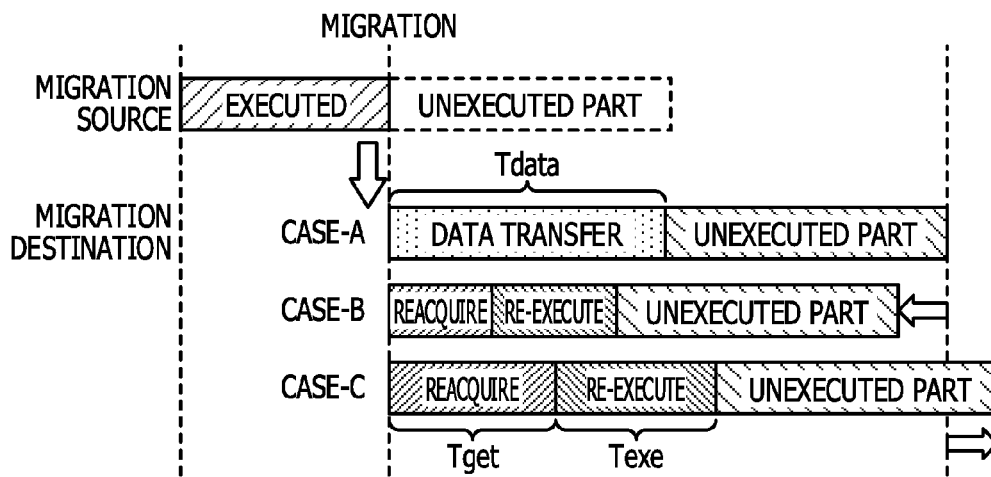 MIGRATION
MIGRATION
SOURCE
EXECUTED
UNEXECUTED PART
Tdata
MIGRATION
DESTINATION
CASE-A
DATA TRANSFER
UNEXECUTED PART
CASE-B
REACQUIRE
RE-EXECUTE
UNEXECUTED PART
CASE-C
REACQUIRE
RE-EXECUTE
UNEXECUTED PART
Tget
Texe